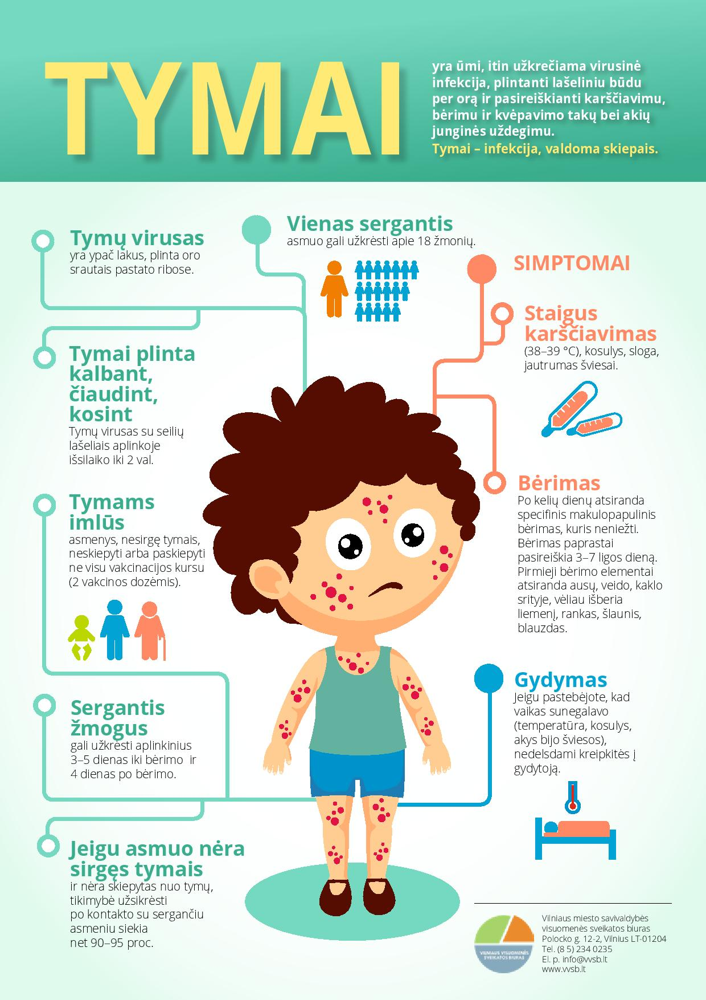 TYMAI
yra ūmi, itin užkrečiama virusinė
infekcija, plintanti lašeliniu būdu
per orą ir pasireiškianti karščiavimu,
bėrimu ir kvėpavimo takų bei akių
junginės uždegimu.
Tymai – infekcija, valdoma skiepais.
Tymų virusas
yra ypač lakus, plinta oro
srautais pastato ribose.
Vienas sergantis
asmuo gali užkrėsti apie 18 žmonių.
SIMPTOMAI
Staigus
karščiavimas
(38–39 °C), kosulys, sloga,
jautrumas šviesai.
Tymai plinta
kalbant,
čiaudint,
kosint
Tymų virusas su seilių
lašeliais aplinkoje
išsilaiko iki 2 val.
Bėrimas
Po kelių dienų atsiranda
specifinis makulopapulinis
bėrimas, kuris neniežti.
Bėrimas paprastai
pasireiškia 3–7 ligos dieną.
Pirmieji bėrimo elementai
atsiranda ausų, veido, kaklo
srityje, vėliau išberia
liemenį, rankas, šlaunis,
blauzdas.
Tymams
imlūs
asmenys, nesirgę tymais,
neskiepyti arba paskiepyti
ne visu vakcinacijos kursu
(2 vakcinos dozėmis).
Gydymas
Jeigu pastebėjote, kad
vaikas sunegalavo
(temperatūra, kosulys,
akys bijo šviesos),
nedelsdami kreipkitės į
gydytoją.
Sergantis
žmogus
gali užkrėsti aplinkinius
3–5 dienas iki bėrimo ir
4 dienas po bėrimo.
Jeigu asmuo nėra
sirgęs tymais
ir nėra skiepytas nuo tymų,
tikimybė užsikrėsti
po kontakto su sergančiu
asmeniu siekia
net 90–95 proc.
VILNIAUS VISUOMENĖS
SVEIKATOS BIURAS
Vilniaus miesto savivaldybės
visuomenės sveikatos biuras
Polocko g. 12-2, Vilnius LT-01204
Tel. (8 5) 234 0235
El. p. info@vvsb.lt
www.vvsb.lt